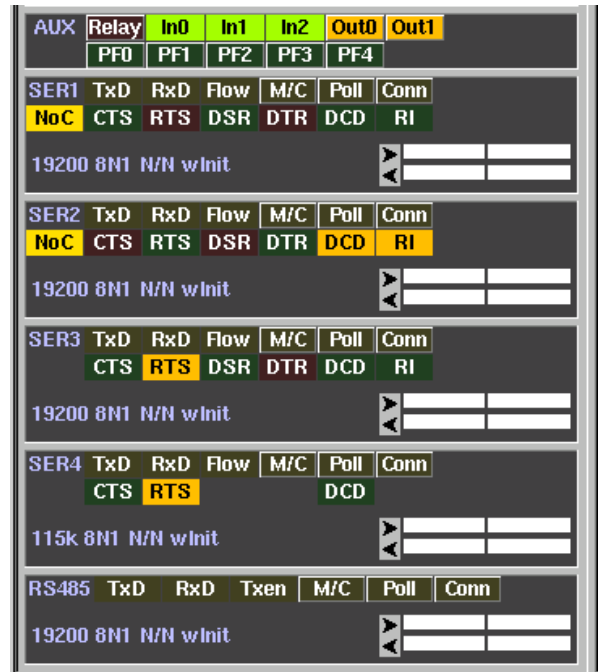 AUX Relay In0 In1 In2 Out0 Out1
PF0 PF1 PF2 PF3 PF4
SER1 TxD RxD Flow M/C Poll Conn
NoC CTS RTS DSR DTR DCD RI
19200 8N1 N/N wInit
SER2 TxD RxD Flow M/C Poll Conn
NoC CTS RTS DSR DTR DCD RI
19200 8N1 N/N wInit
SER3 TxD RxD Flow M/C Poll Conn
CTS RTS DSR DTR DCD RI
19200 8N1 N/N wInit
SER4 TxD RxD Flow M/C Poll Conn
CTS RTS DCD
115k 8N1 N/N wInit
RS485 TxD RxD Txen M/C Poll Conn
19200 8N1 N/N wInit